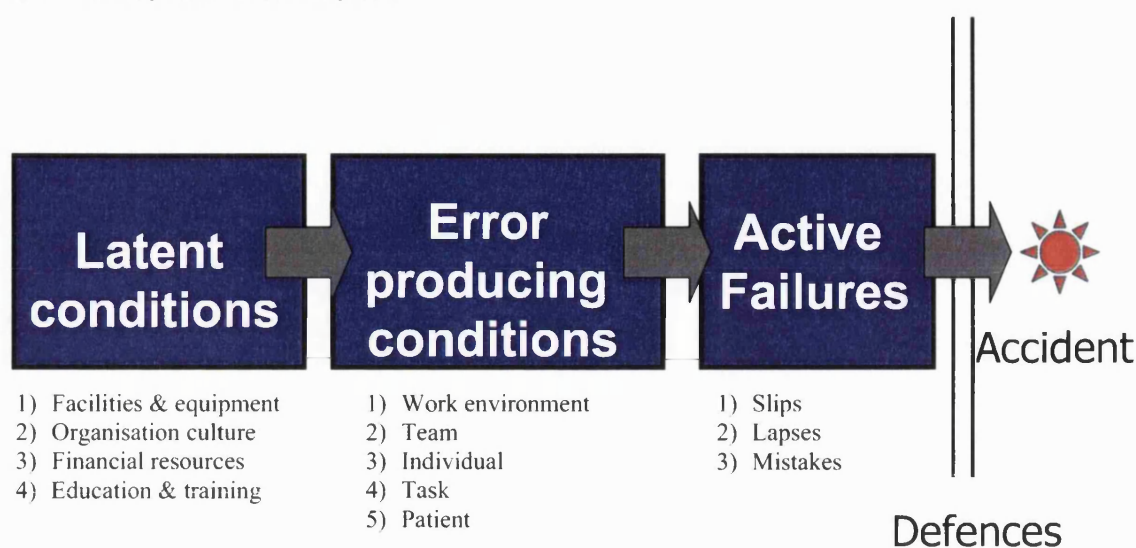 Latent
conditions
1) Facilities & equipment
2) Organisation culture
3) Financial resources
4) Education & training
Error
producing
conditions
1) Work environment
2) Team
3) Individual
4) Task
5) Patient
Active
Failures
1) Slips
2) Lapses
3) Mistakes
Accident
Defences